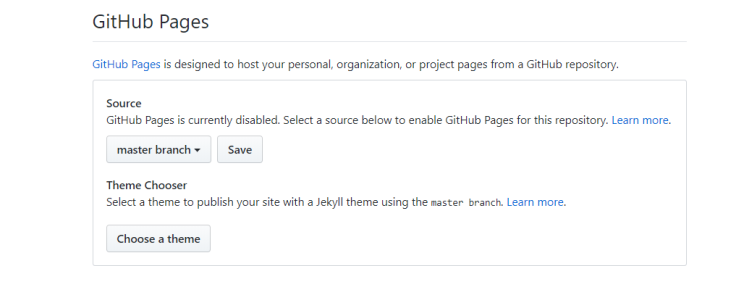 GitHub Pages
GitHub Pages is designed to host your personal, organization, or project pages from a GitHub repository.
Source
GitHub Pages is currently disabled. Select a source below to enable GitHub Pages for this repository. Learn more.
master branch Save
Theme Chooser
Select a theme to publish your site with a Jekyll theme using the master branch. Learn more.
Choose a theme